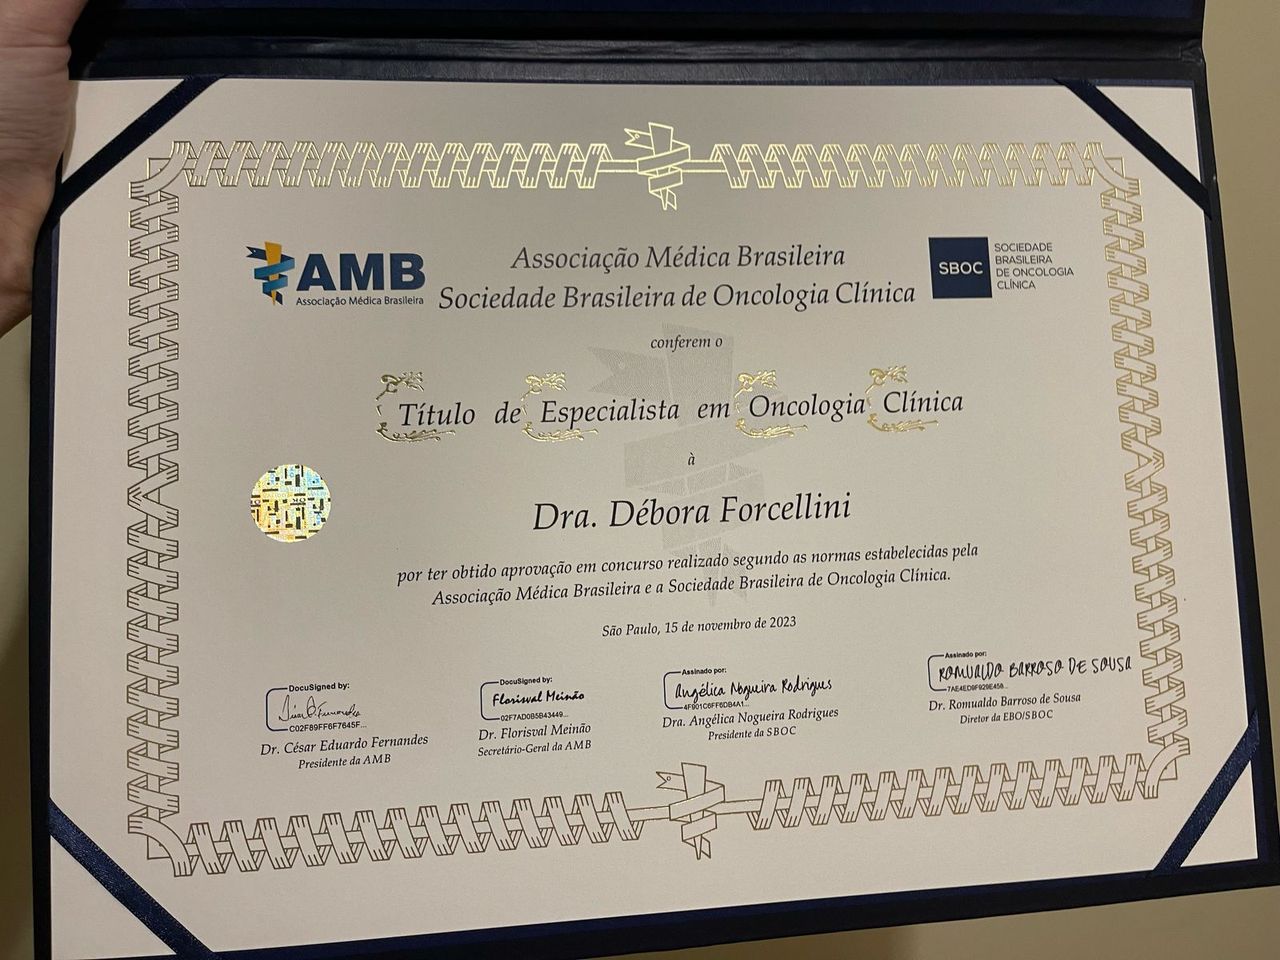 AMB
Associação Médica Brasileira
Associação Médica Brasileira
Sociedade Brasileira de Oncologia Clínica
SBOC
SOCIEDADE
BRASILEIRA
DE ONCOLOGIA
CLÍNICA
conferem o
Título de Especialista em Oncologia Clínica
à
Dra. Débora Forcellini
por ter obtido aprovação em concurso realizado segundo as normas estabelecidas pela
Associação Médica Brasileira e a Sociedade Brasileira de Oncologia Clínica.
São Paulo, 15 de novembro de 2023
DocuSigned by:
C02F89FF6F7645F...
Dr. César Eduardo Fernandes
Presidente da AMB
DocuSigned by:
Florisval Meinão
02F7AD0B5B43449...
Dr. Florisval Meinão
Secretário-Geral da AMB
Assinado por:
Angélica Nogueira Rodrigues
4F901C6FF6DB4A1...
Dra. Angélica Nogueira Rodrigues
Presidente da SBOC
Assinado por:
ROMUALDO BARROSO DE SOUSA
7AE4ED9F929E458...
Dr. Romualdo Barroso de Sousa
Diretor da EBO/SBOC